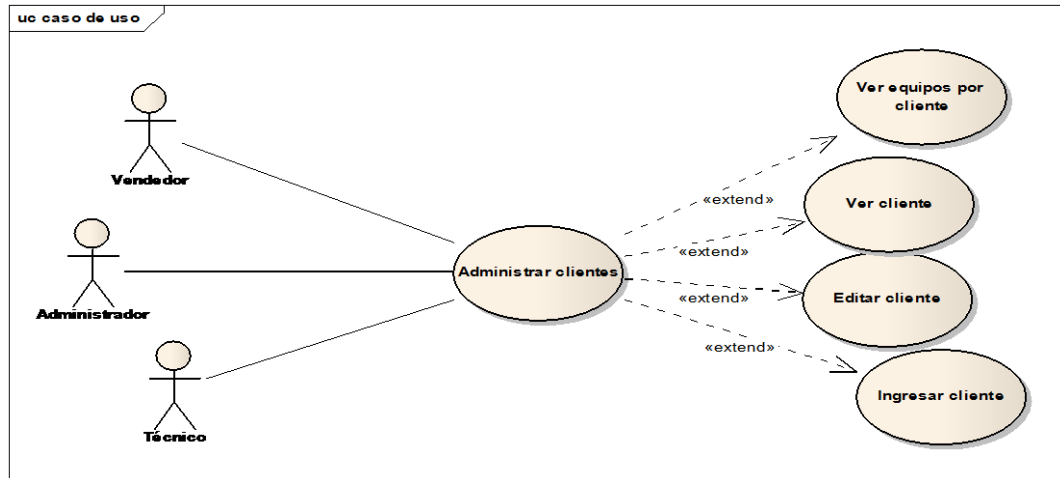 uc caso de uso
Vendedor
Administrador
Técnico
Administrar clientes
«extend»
«extend»
«extend»
«extend»
Ver equipos por
cliente
Ver cliente
Editar cliente
Ingresar cliente